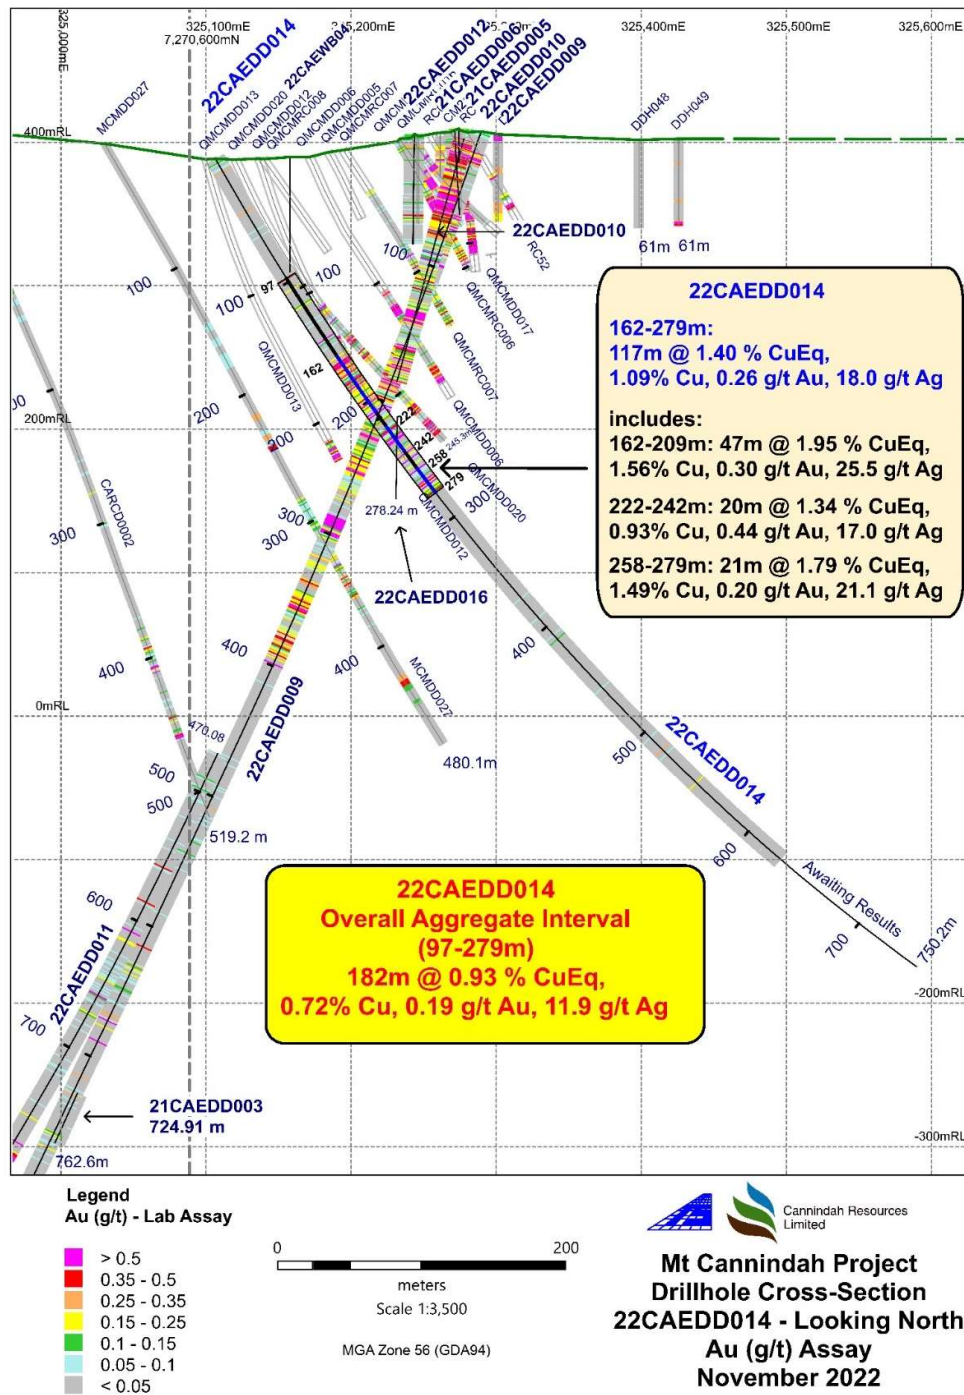 325,000mE
325,100mE
7,270,600mN
325,200mE
325,400mE
325,500mE
325,600mE
MCMDD027
22CAEDD014
QMCMDD013
QMCMDD020
22CAEWB04
QMCMDD012
QMCMRC008
QMCMDD006
QMCMDD005
QMCMRC007
22CAEDD012
21CAEDD006
21CAEDD005
22CAEDD010
22CAEDD009
DDH048
DDH049
400mRL
61m
61m
22CAEDD010
RC52
QMCMDD017
QMCMRC006
QMCMRC007
QMCMDD006
QMCMDD020
QMCMDD012
QMCMDD013
100
100
100
100
97
162
200
222
242
258
279
245.3m
278.24 m
300
200mRL
200
200
300
300
CARCD0002
22CAEDD016
22CAEDD014
162-279m:
117m @ 1.40 % CuEq,
1.09% Cu, 0.26 g/t Au, 18.0 g/t Ag
includes:
162-209m: 47m @ 1.95 % CuEq,
1.56% Cu, 0.30 g/t Au, 25.5 g/t Ag
222-242m: 20m @ 1.34 % CuEq,
0.93% Cu, 0.44 g/t Au, 17.0 g/t Ag
258-279m: 21m @ 1.79 % CuEq,
1.49% Cu, 0.20 g/t Au, 21.1 g/t Ag
400
400
400
400
MCMDD027
480.1m
0mRL
470.08
22CAEDD009
500
500
519.2 m
500
22CAEDD014
600
Awaiting Results
700
750.2m
22CAEDD014
Overall Aggregate Interval
(97-279m)
182m @ 0.93 % CuEq,
0.72% Cu, 0.19 g/t Au, 11.9 g/t Ag
600
22CAEDD011
700
-200mRL
21CAEDD003
724.91 m
762.6m
-300mRL
Legend
Au (g/t) - Lab Assay
> 0.5
0.35 - 0.5
0.25 - 0.35
0.15 - 0.25
0.1 - 0.15
0.05 - 0.1
< 0.05
0 200
meters
Scale 1:3,500
MGA Zone 56 (GDA94)
Cannindah Resources
Limited
Mt Cannindah Project
Drillhole Cross-Section
22CAEDD014 - Looking North
Au (g/t) Assay
November 2022